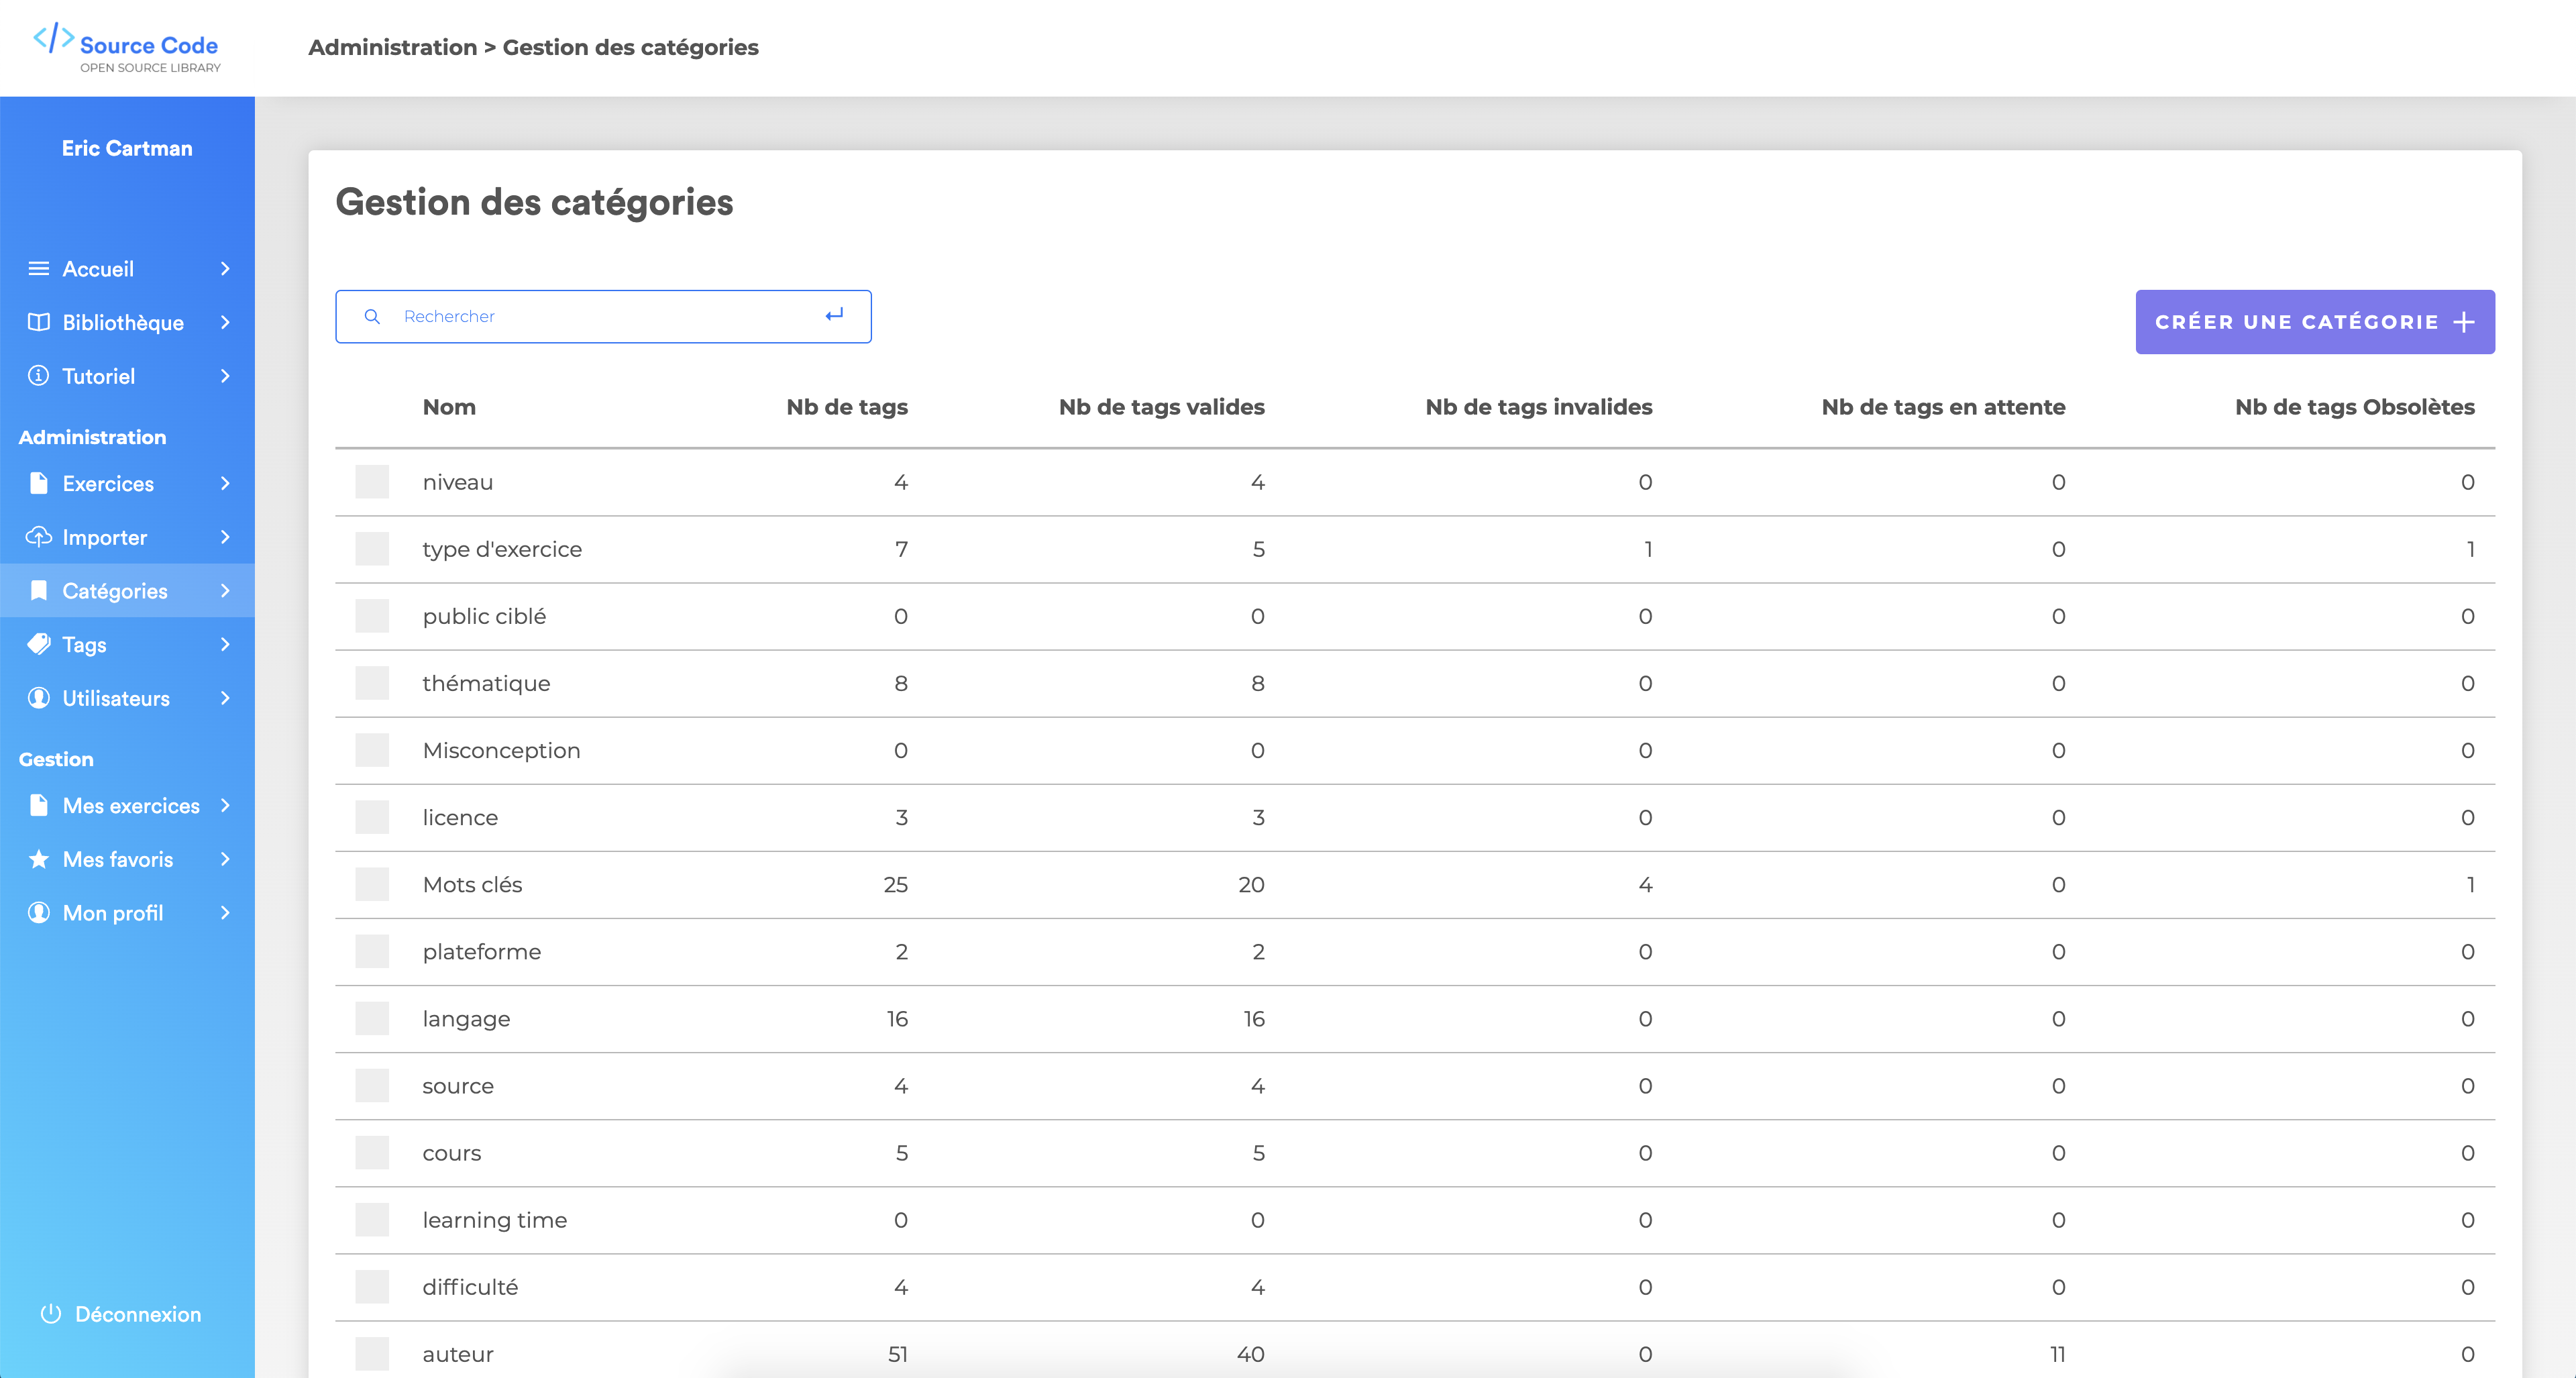 </> Source Code
OPEN SOURCE LIBRARY
Administration > Gestion des catégories
Eric Cartman
Accueil
Bibliothèque
Tutoriel
Administration
Exercices
Importer
Catégories
Tags
Utilisateurs
Gestion
Mes exercices
Mes favoris
Mon profil
Déconnexion
Gestion des catégories
Rechercher
CRÉER UNE CATÉGORIE +
Nom Nb de tags Nb de tags valides Nb de tags invalides Nb de tags en attente Nb de tags Obsolètes
niveau 4 4 0 0 0
type d'exercice 7 5 1 0 1
public ciblé 0 0 0 0 0
thématique 8 8 0 0 0
Misconception 0 0 0 0 0
licence 3 3 0 0 0
Mots clés 25 20 4 0 1
plateforme 2 2 0 0 0
langage 16 16 0 0 0
source 4 4 0 0 0
cours 5 5 0 0 0
learning time 0 0 0 0 0
difficulté 4 4 0 0 0
auteur 51 40 0 11 0